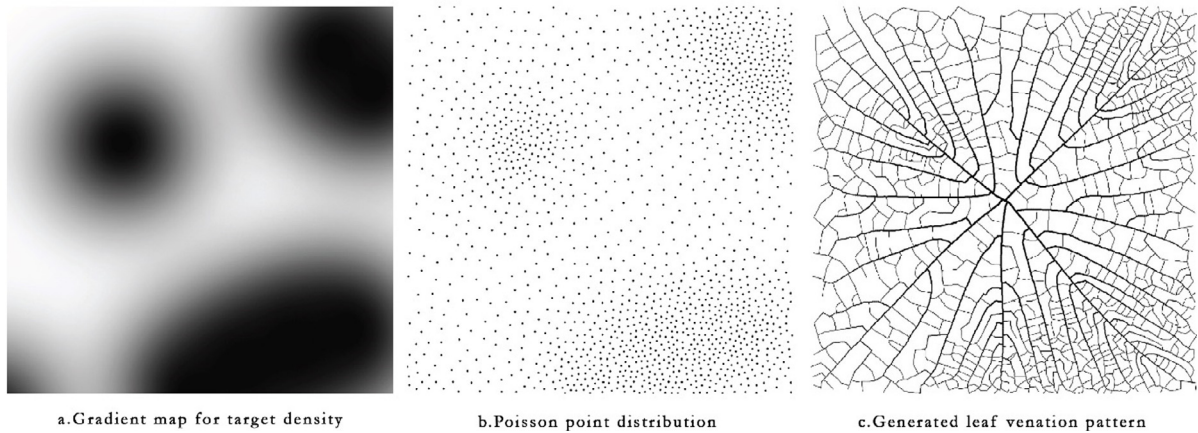 a.Gradient map for target density
b.Poisson point distribution
c.Generated leaf venation pattern